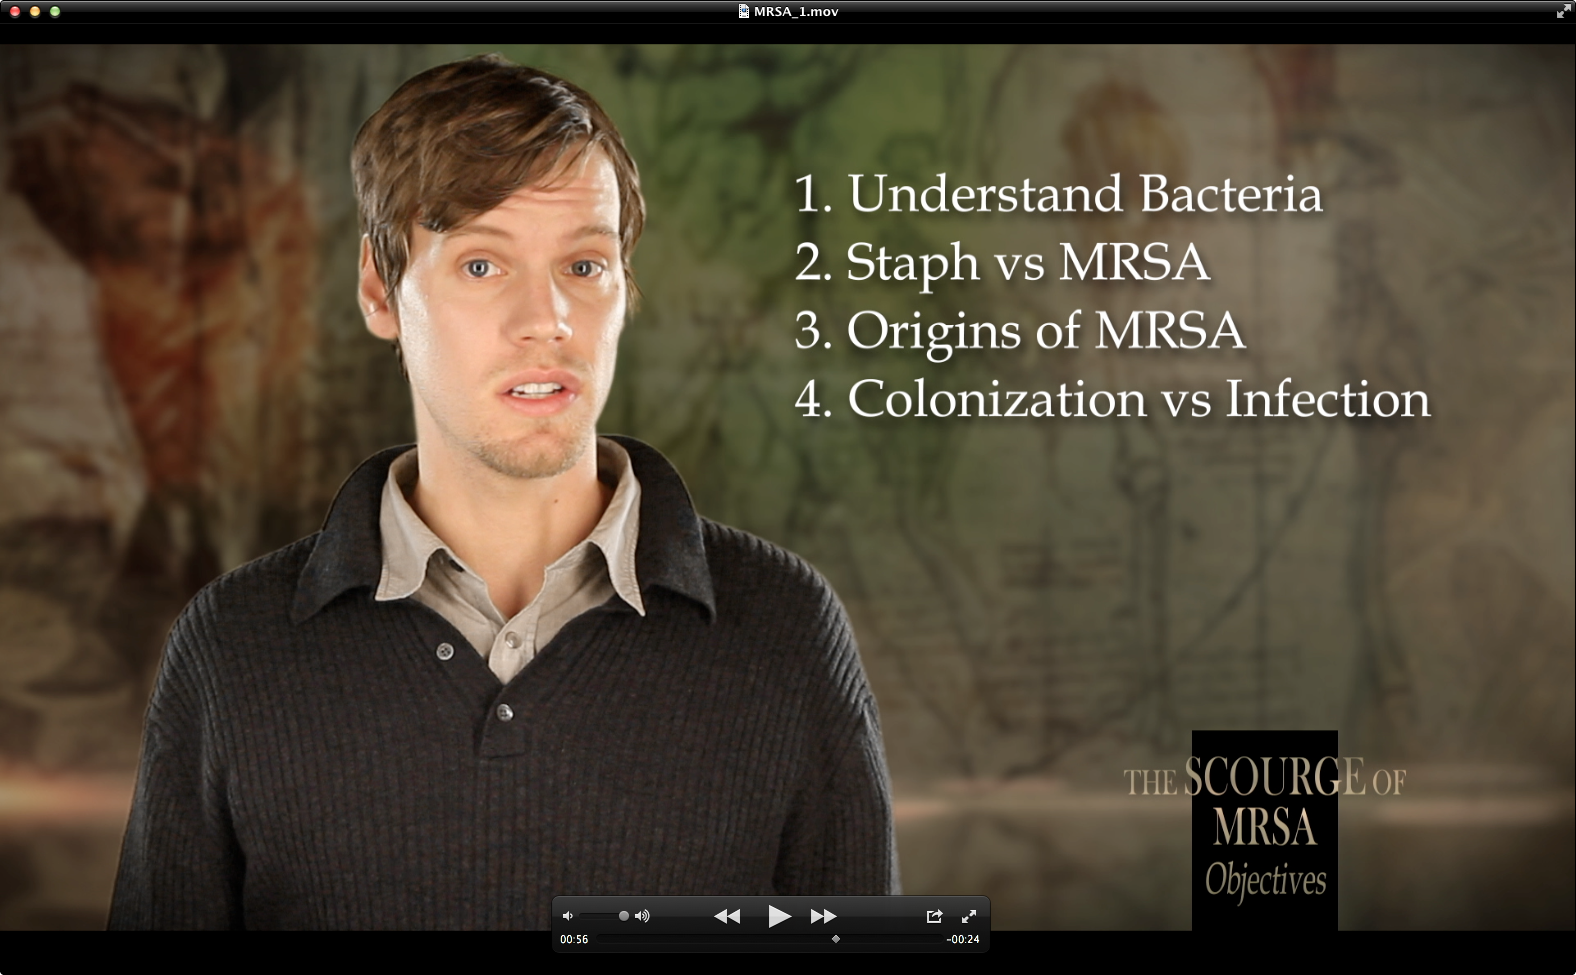 MRSA_1.mov
1. Understand Bacteria
2. Staph vs MRSA
3. Origins of MRSA
4. Colonization vs Infection
THE SCOURGE OF
MRSA
Objectives
00:56
-00:24